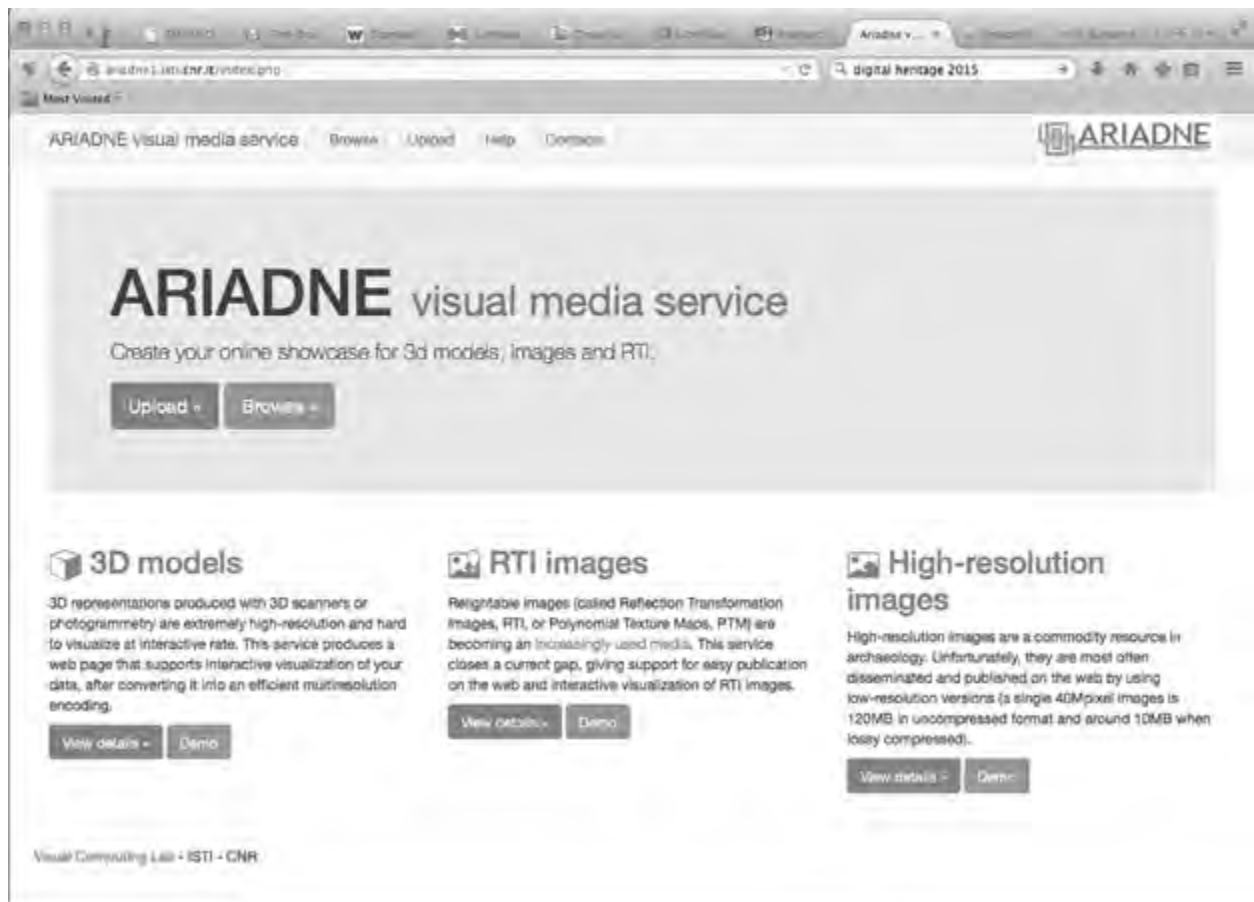 Ariadne v...
digital heritage 2015
Most Visited
ARIADNE visual media service Browse Upload Help Contacts
ARIADNE
ARIADNE visual media service
Create your online showcase for 3d models, images and RTI.
Upload » Browse »
3D models
3D representations produced with 3D scanners or
photogrammetry are extremely high-resolution and hard
to visualize at interactive rate. This service produces a
web page that supports interactive visualization of your
data, after converting it into an efficient multiresolution
encoding.
View details » Demo
RTI images
Relightable images (called Reflection Transformation
Images, RTI, or Polynomial Texture Maps, PTM) are
becoming an increasingly used media. This service
closes a current gap, giving support for easy publication
on the web and interactive visualization of RTI images.
View details » Demo
High-resolution
images
High-resolution images are a commodity resource in
archaeology. Unfortunately, they are most often
disseminated and published on the web by using
low-resolution versions (a single 40Mpixel images is
120MB in uncompressed format and around 10MB when
lossy compressed).
View details » Demo
Visual Computing Lab - ISTI - CNR